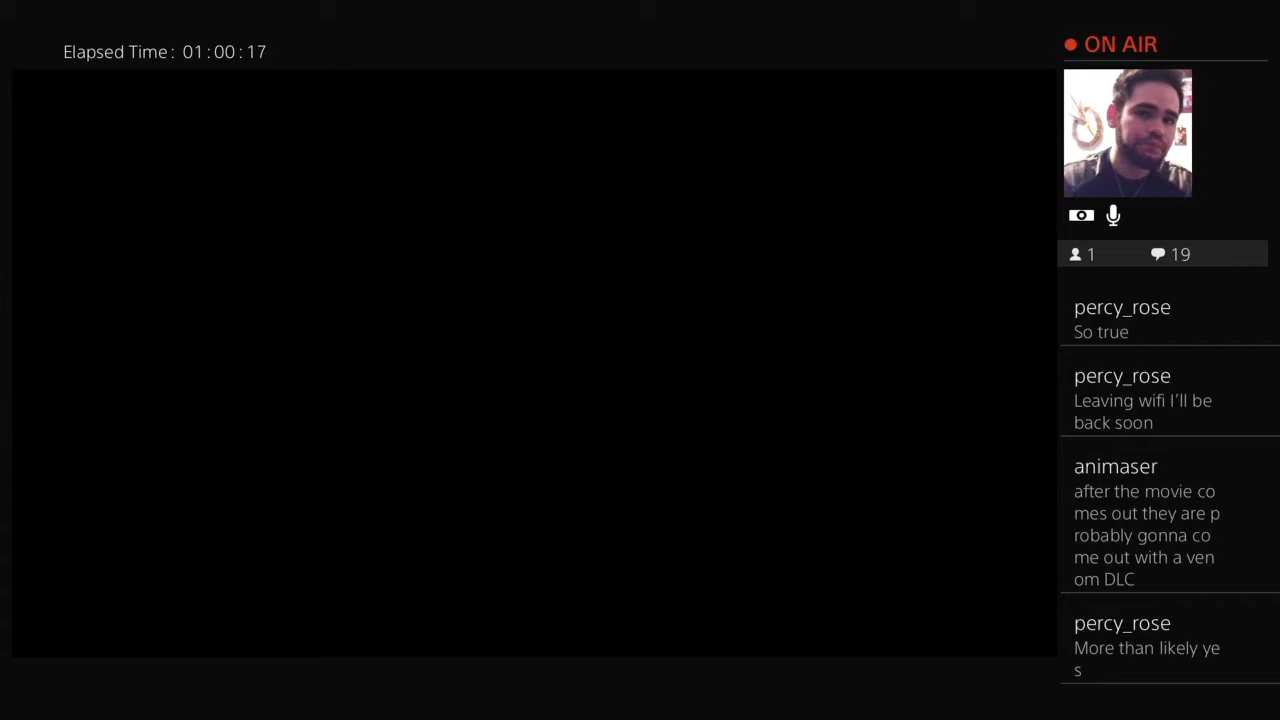 Elapsed Time: 01:00:17
ON AIR
1 19
percy_rose
So true
percy_rose
Leaving wifi I'll be
back soon
animaser
after the movie co
mes out they are p
robably gonna co
me out with a ven
om DLC
percy_rose
More than likely ye
s